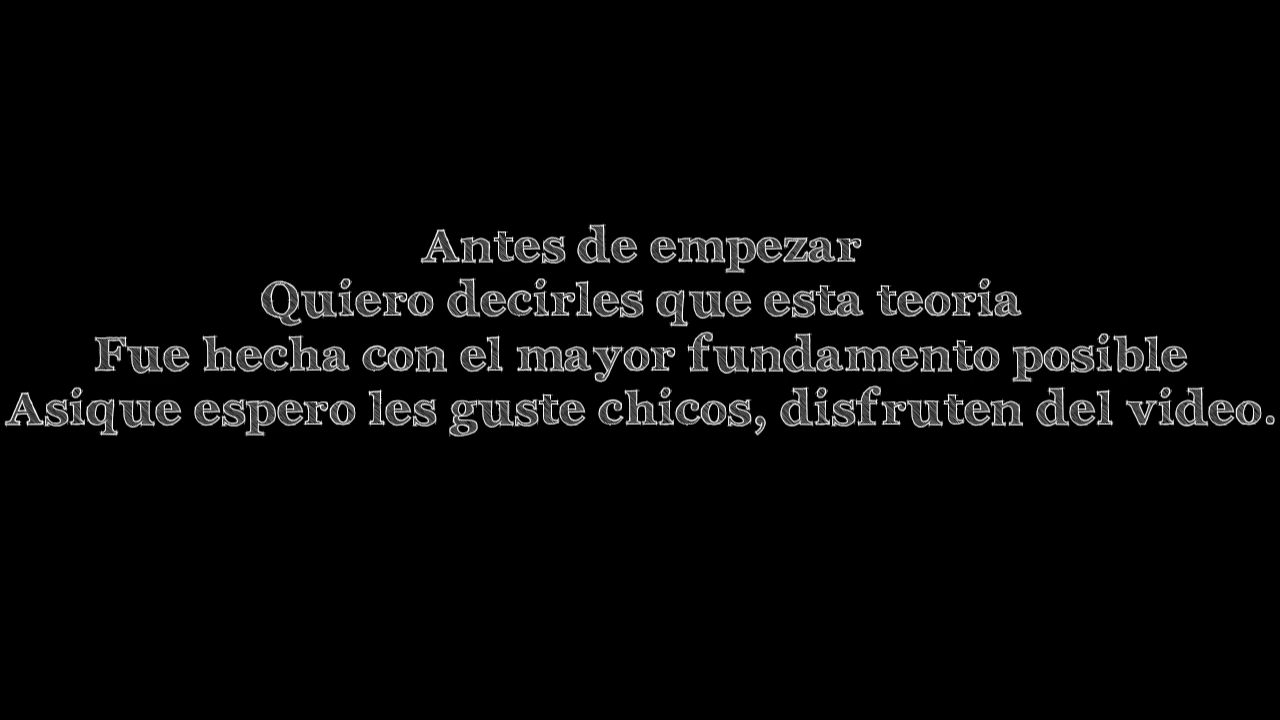 Antes de empezar
Quiero decirles que esta teoria
Fue hecha con el mayor fundamento posible
Asique espero les guste chicos, disfruten del video.